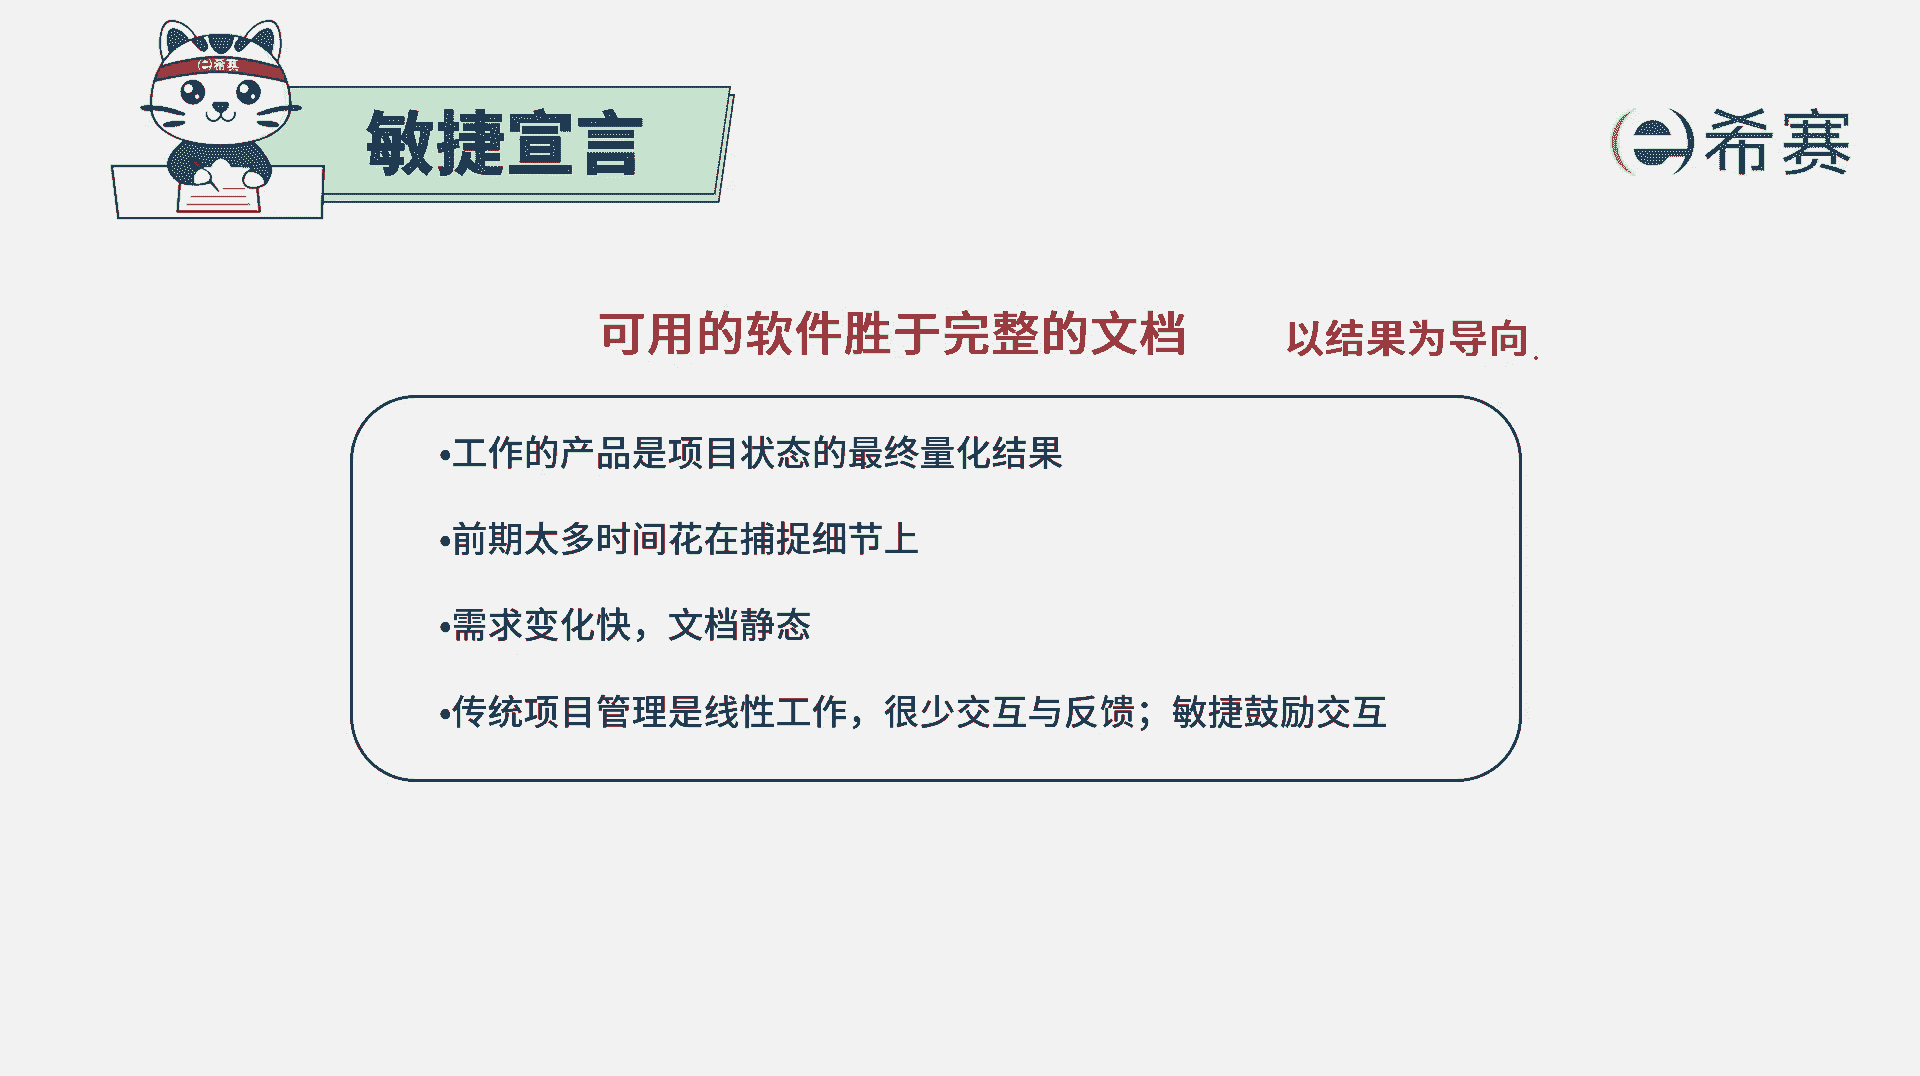 e希赛
敏捷宣言
e希赛
可用的软件胜于完整的文档 以结果为导向.
•工作的产品是项目状态的最终量化结果
•前期太多时间花在捕捉细节上
•需求变化快，文档静态
•传统项目管理是线性工作，很少交互与反馈；敏捷鼓励交互